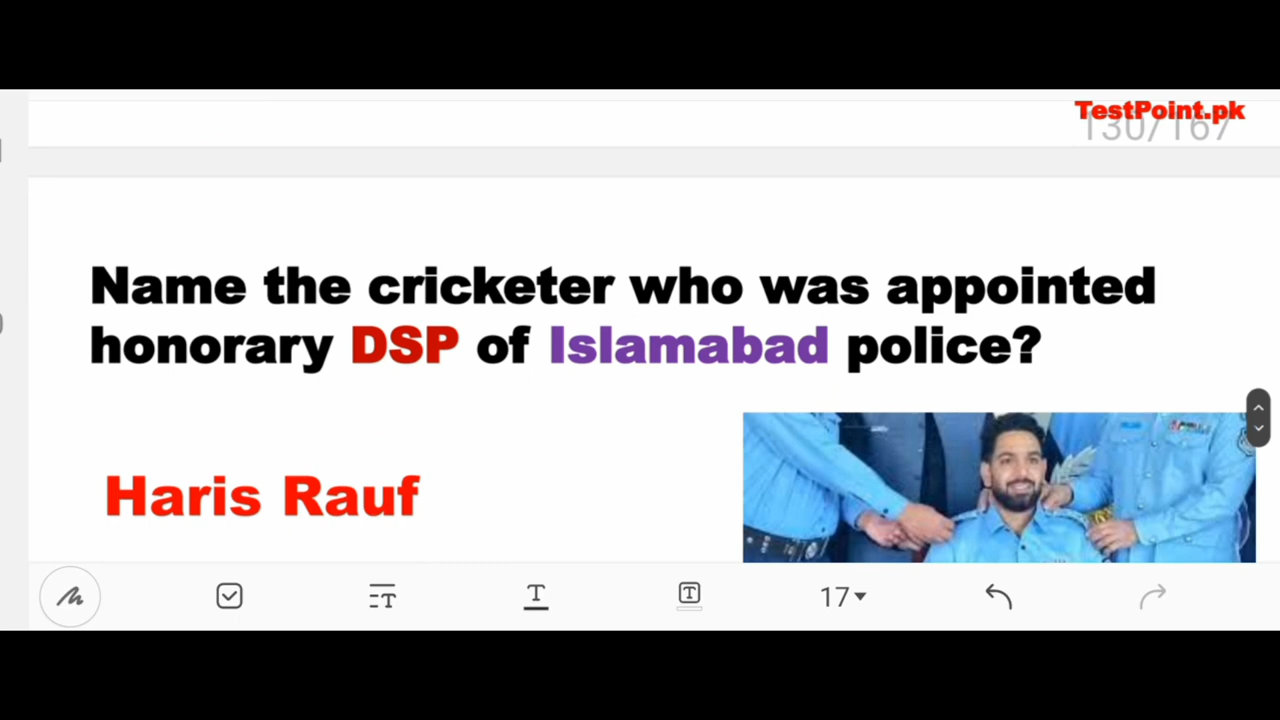 TestPoint.pk
130/167
Name the cricketer who was appointed
honorary DSP of Islamabad police?
Haris Rauf
17